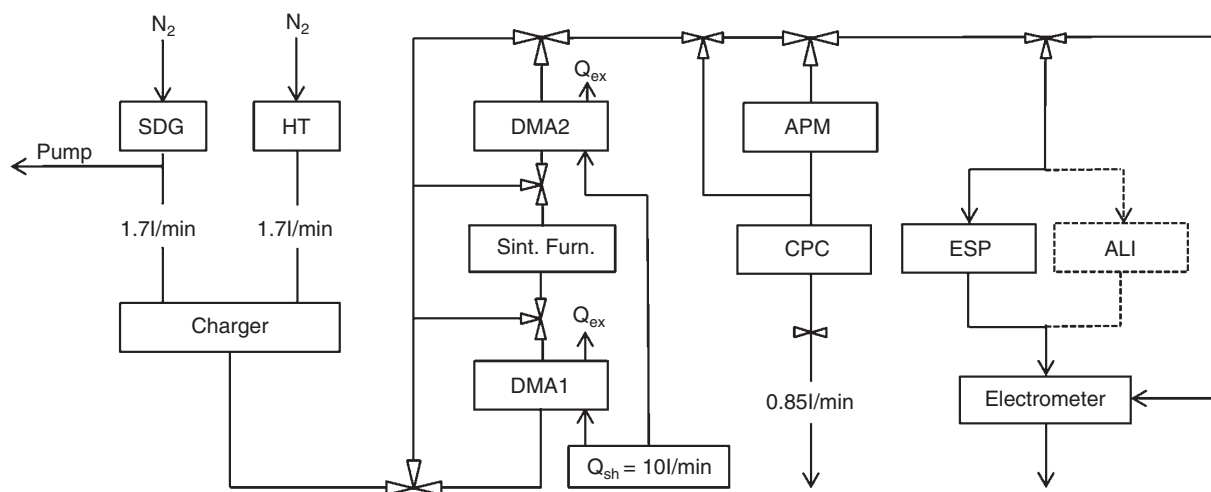 N₂
N₂
Qex
SDG
HT
DMA2
APM
Pump
1.7l/min
1.7l/min
Sint. Furn.
CPC
ESP
ALI
Charger
Qex
DMA1
0.85l/min
Electrometer
Qsh = 10l/min